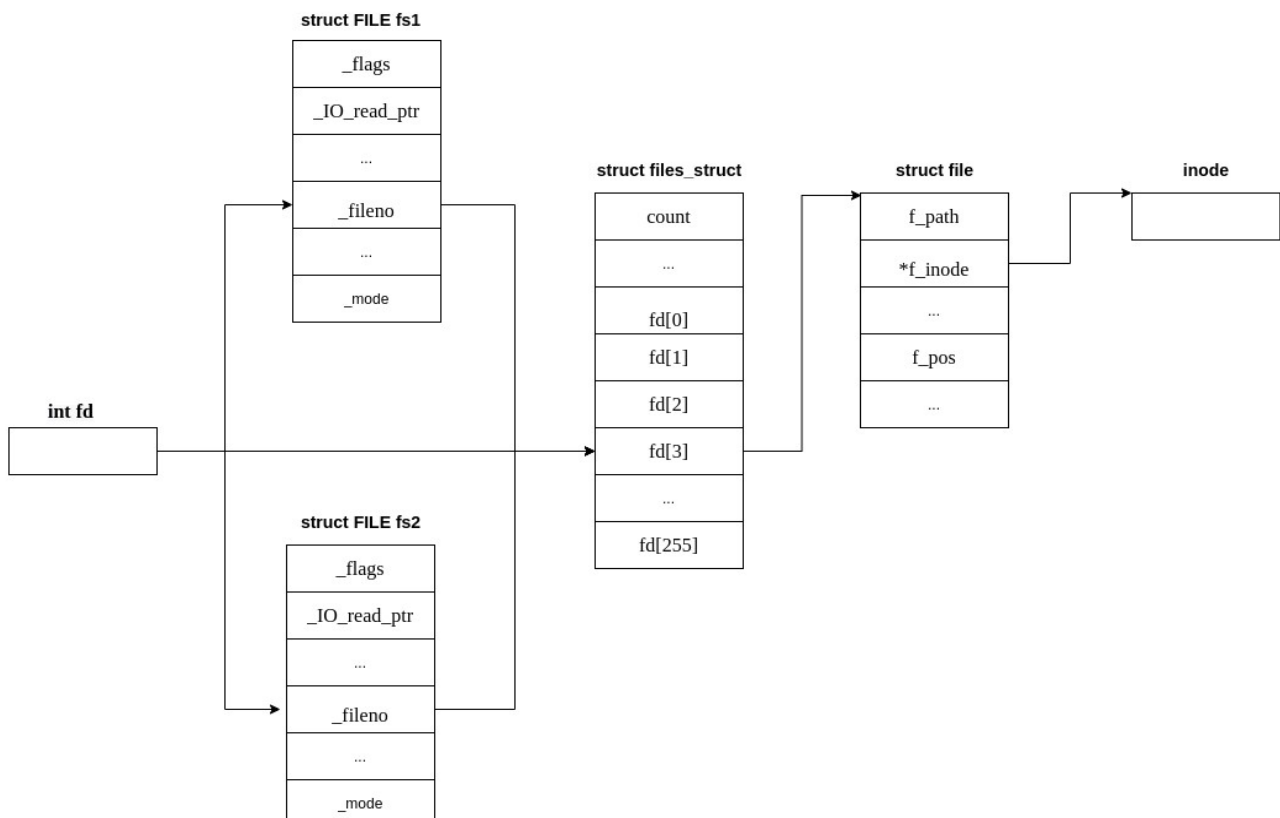 struct FILE fs1
_flags
_IO_read_ptr
...
_fileno
...
_mode
int fd
struct FILE fs2
_flags
_IO_read_ptr
...
_fileno
...
_mode
struct files_struct
count
...
fd[0]
fd[1]
fd[2]
fd[3]
...
fd[255]
struct file
f_path
*f_inode
...
f_pos
...
inode